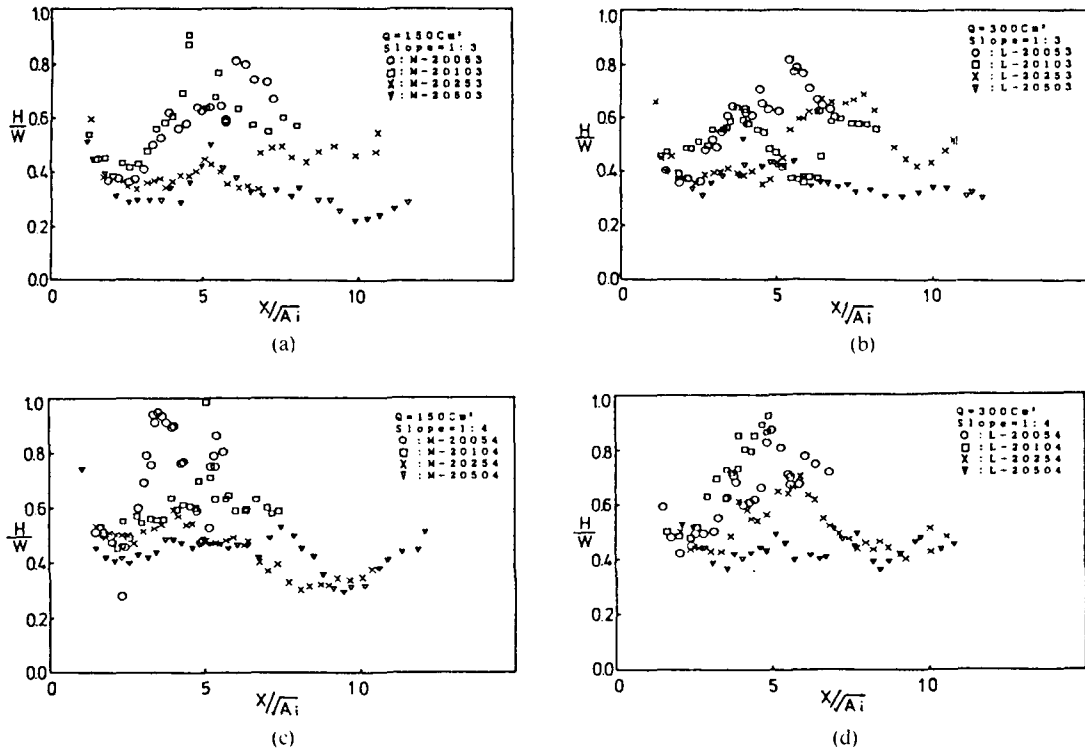 Q=150Cm³
Slope=1:3
○:M-20053
□:M-20103
×:M-20253
▼:M-20503
1.0
0.8
0.6
0.4
0.2
0.0
H/W
0
5
10
X/√Ai
(a)
Q=300Cm³
Slope=1:3
○:L-20053
□:L-20103
×:L-20253
▼:L-20503
1.0
0.8
0.6
0.4
0.2
0.0
H/W
0
5
10
X/√Ai
(b)
Q=150Cm³
Slope=1:4
○:M-20054
□:M-20104
×:M-20254
▼:M-20504
1.0
0.8
0.6
0.4
0.2
0.0
H/W
0
5
10
X/√Ai
(c)
Q=300Cm³
Slope=1:4
○:L-20054
□:L-20104
×:L-20254
▼:L-20504
1.0
0.8
0.6
0.4
0.2
0.0
H/W
0
5
10
X/√Ai
(d)